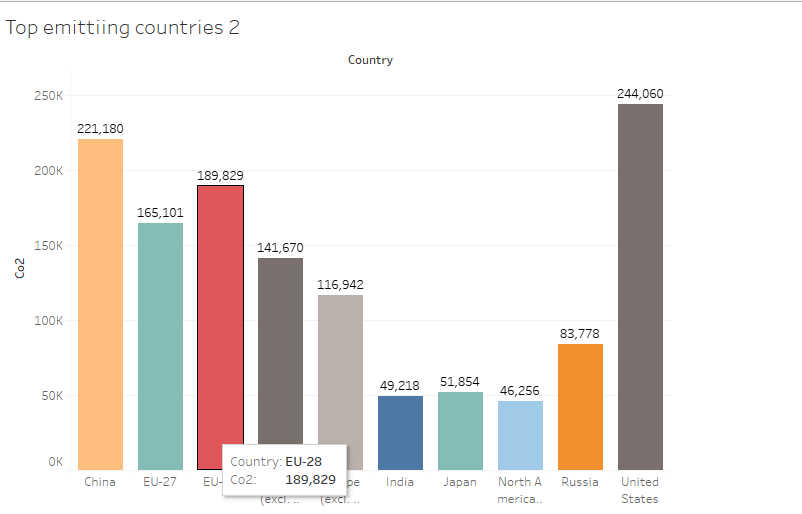 Top emittiing countries 2
Country
250K
200K
150K
100K
50K
0K
Co2
221,180
165,101
189,829
141,670
116,942
49,218
51,854
46,256
83,778
244,060
China
EU-27
EU-
(excl. ..
pe
(excl. ..
India
Japan
North A
merica..
Russia
United
States
Country: EU-28
Co2: 189,829